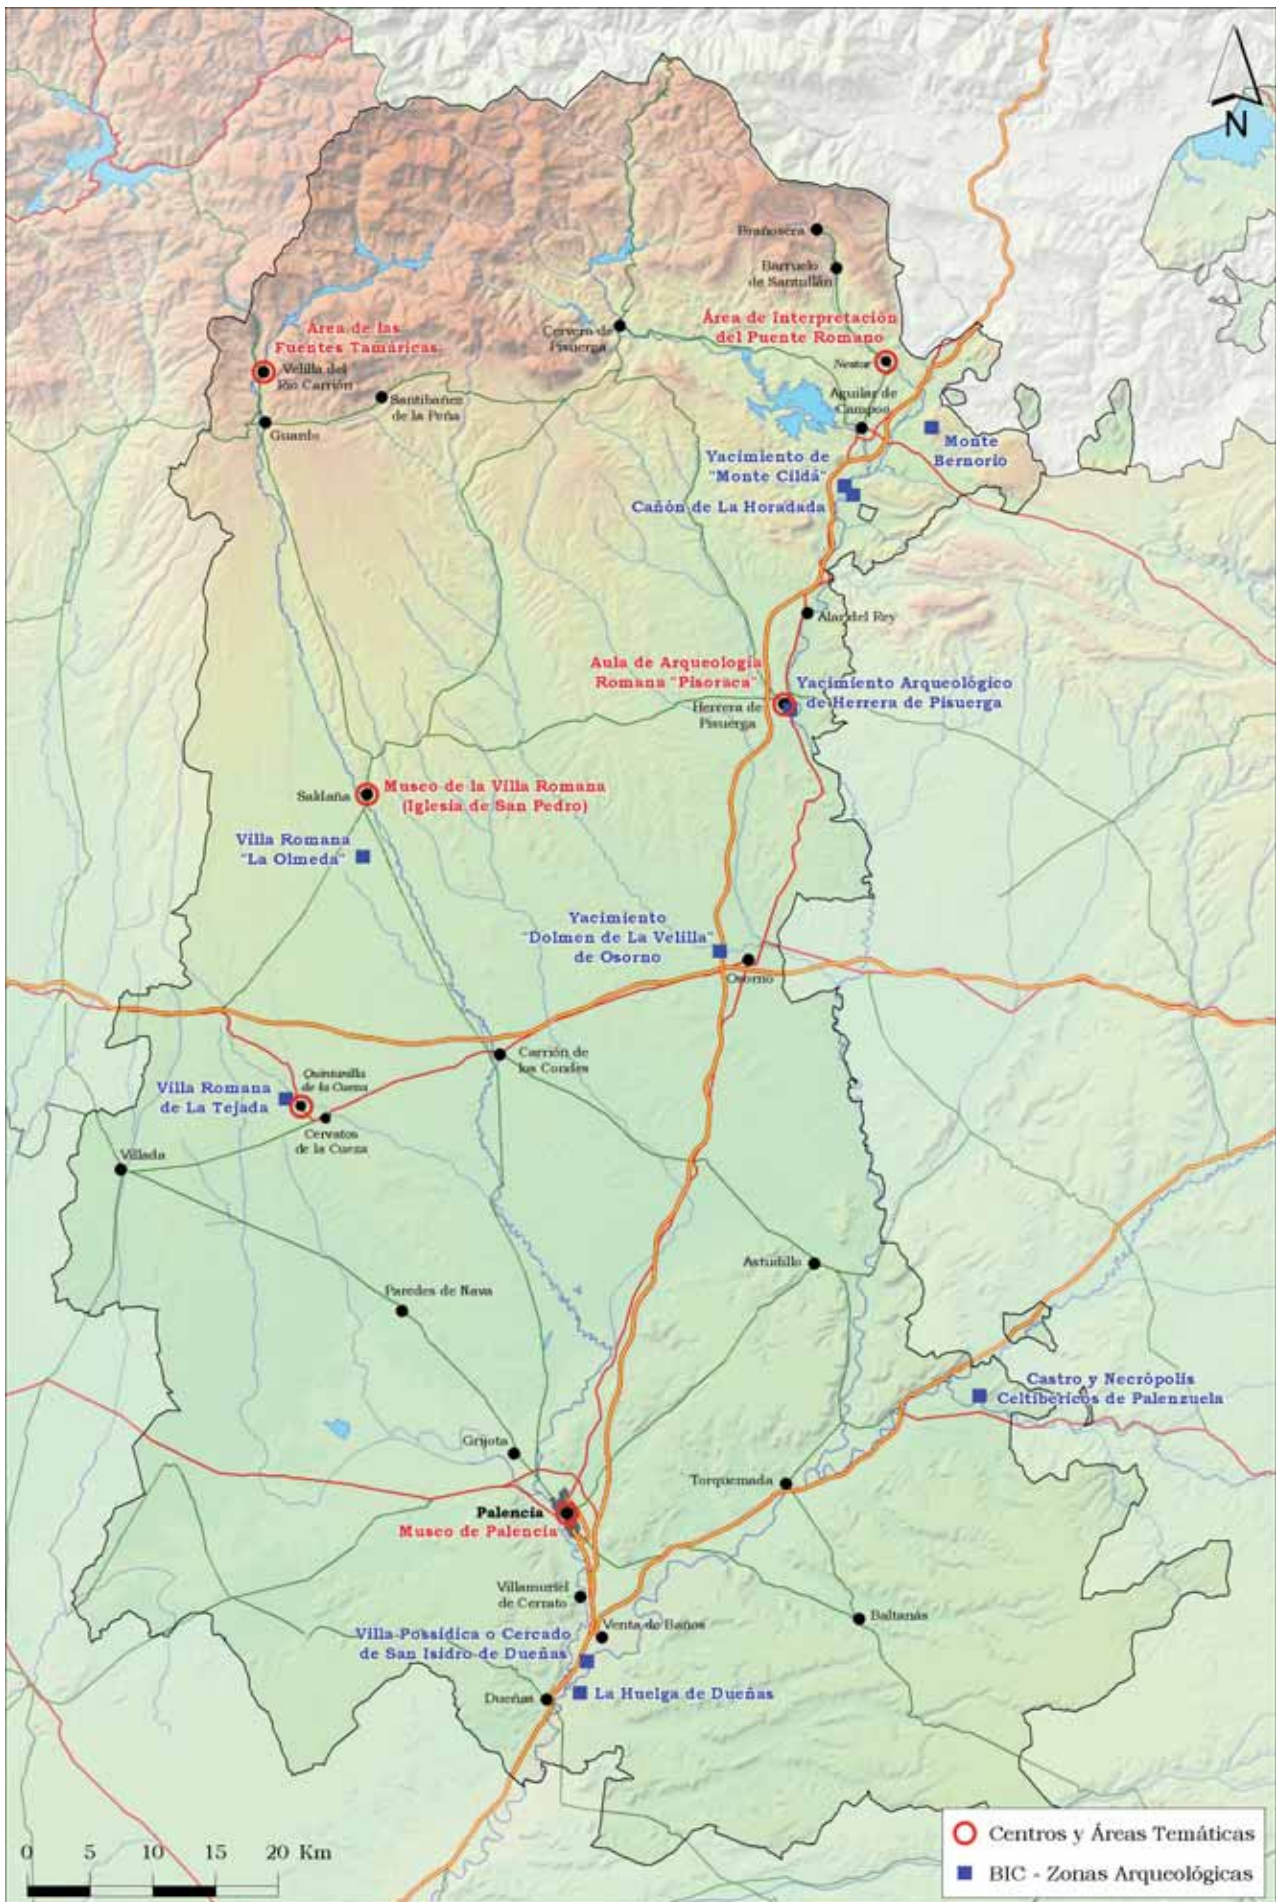 N
Brañosera
Barruelo
de Santullán
Área de las
Fuentes Tamáricas
Velilla del
Río Carrión
Cervera de
Pisuerga
Área de Interpretación
del Puente Romano
Nestar
Santibáñez
de la Peña
Guardo
Aguilar de
Campoo
Monte
Bernorio
Yacimiento de
"Monte Cildá"
Cañón de La Horadada
Alar del Rey
Aula de Arqueología
Romana "Pisoraca"
Yacimiento Arqueológico
de Herrera de Pisuerga
Herrera de
Pisuerga
Saldaña
Museo de la Villa Romana
(Iglesia de San Pedro)
Villa Romana
"La Olmeda"
Yacimiento
"Dolmen de La Velilla"
de Osorno
Osorno
Carrión de
los Condes
Quintanilla
de la Cueza
Villa Romana
de La Tejada
Cervatos
de la Cueza
Villada
Astudillo
Paredes de Nava
Castro y Necrópolis
Celtibéricos de Palenzuela
Grijota
Torquemada
Palencia
Museo de Palencia
Villamuriel
de Cerrato
Baltanás
Venta de Baños
Villa Possidica o Cercado
de San Isidro de Dueñas
Dueñas
La Huelga de Dueñas
0 5 10 15 20 Km
Centros y Áreas Temáticas
BIC - Zonas Arqueológicas